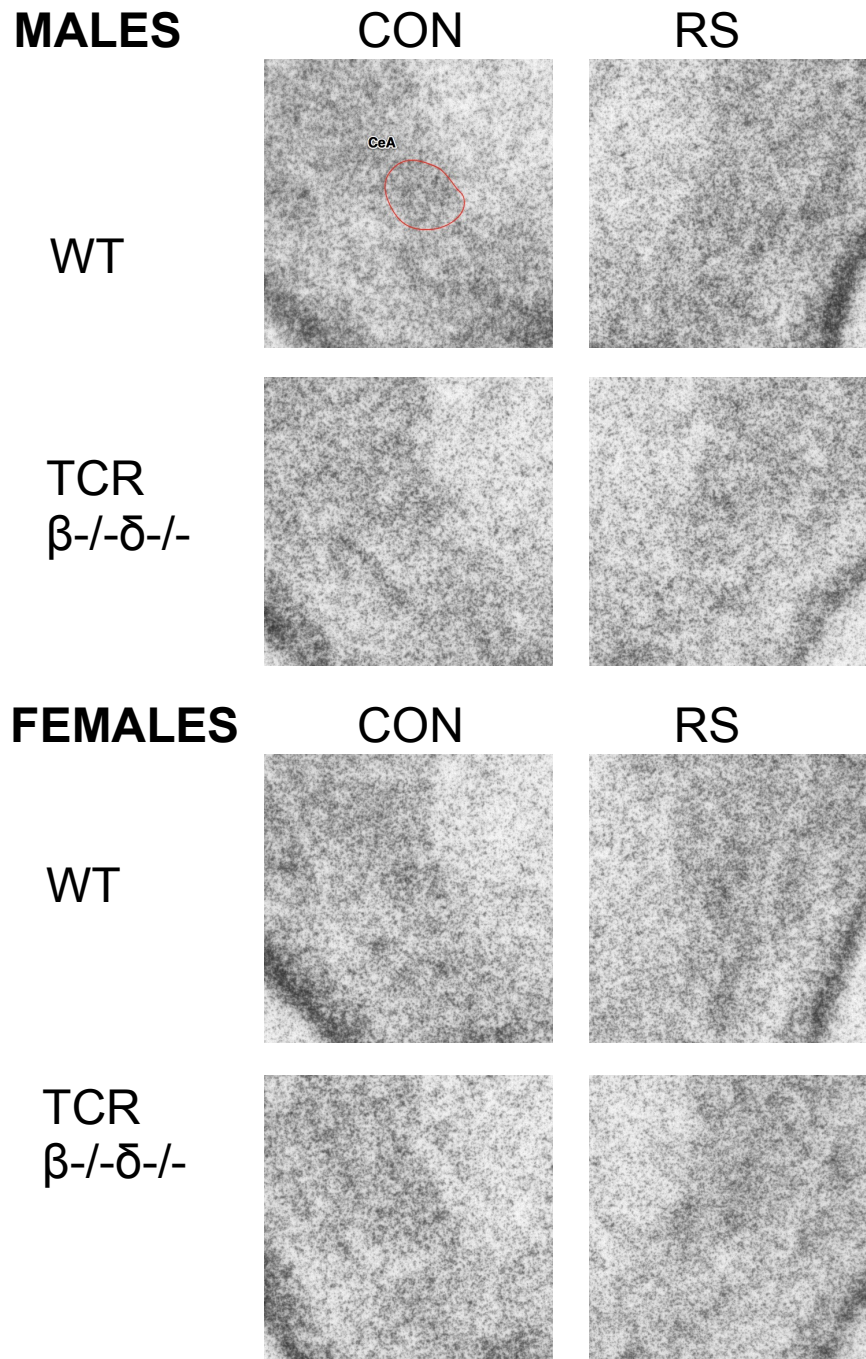 MALES CON RS
CeA
WT
TCR
β-/-δ-/-
FEMALES CON RS
WT
TCR
β-/-δ-/-